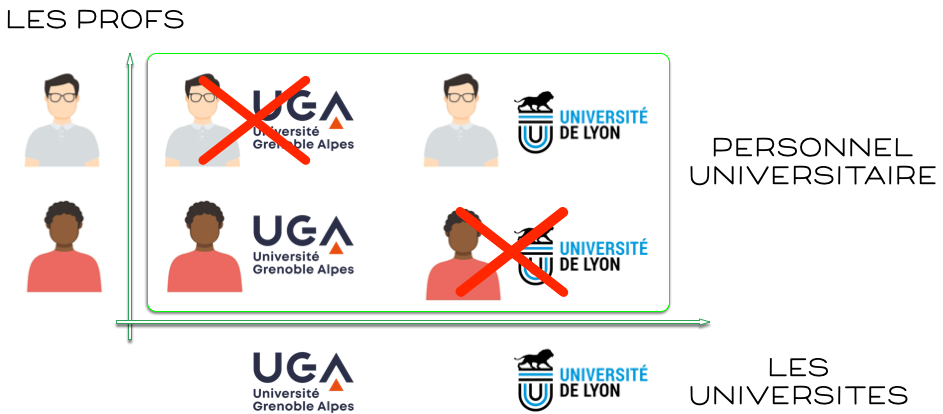 LES PROFS
UGA
Université
Grenoble Alpes
UNIVERSITÉ
DE LYON
PERSONNEL
UNIVERSITAIRE
UGA
Université
Grenoble Alpes
UNIVERSITÉ
DE LYON
UGA
Université
Grenoble Alpes
UNIVERSITÉ
DE LYON
LES
UNIVERSITES